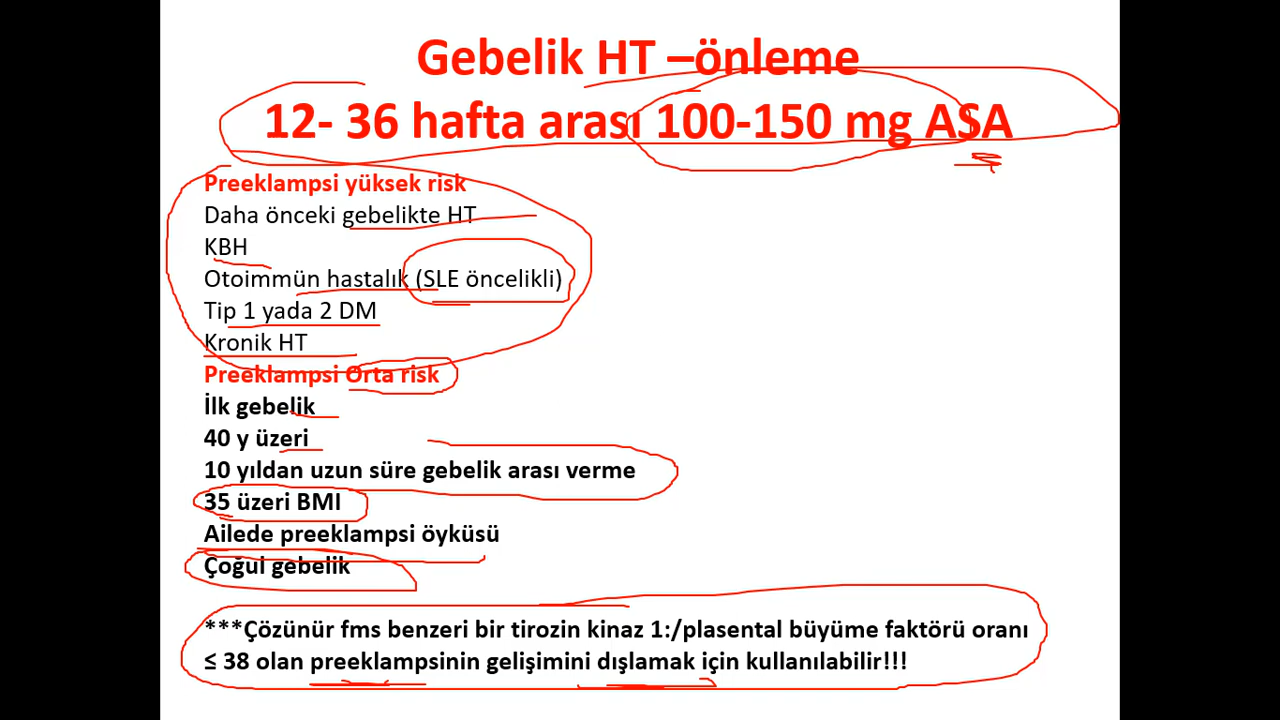 Gebelik HT –önleme
12- 36 hafta arası 100-150 mg ASA
Preeklampsi yüksek risk
Daha önceki gebelikte HT
KBH
Otoimmün hastalık (SLE öncelikli)
Tip 1 yada 2 DM
Kronik HT
Preeklampsi Orta risk
İlk gebelik
40 y üzeri
10 yıldan uzun süre gebelik arası verme
35 üzeri BMI
Ailede preeklampsi öyküsü
Çoğul gebelik
***Çözünür fms benzeri bir tirozin kinaz 1:/plasental büyüme faktörü oranı
≤ 38 olan preeklampsinin gelişimini dışlamak için kullanılabilir!!!